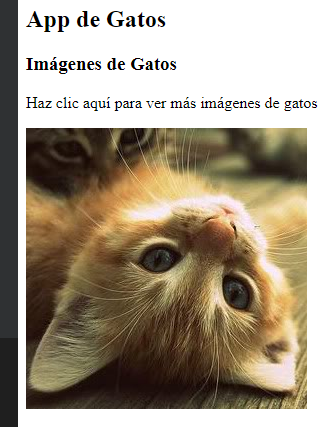 App de Gatos
Imágenes de Gatos
Haz clic aquí para ver más imágenes de gatos